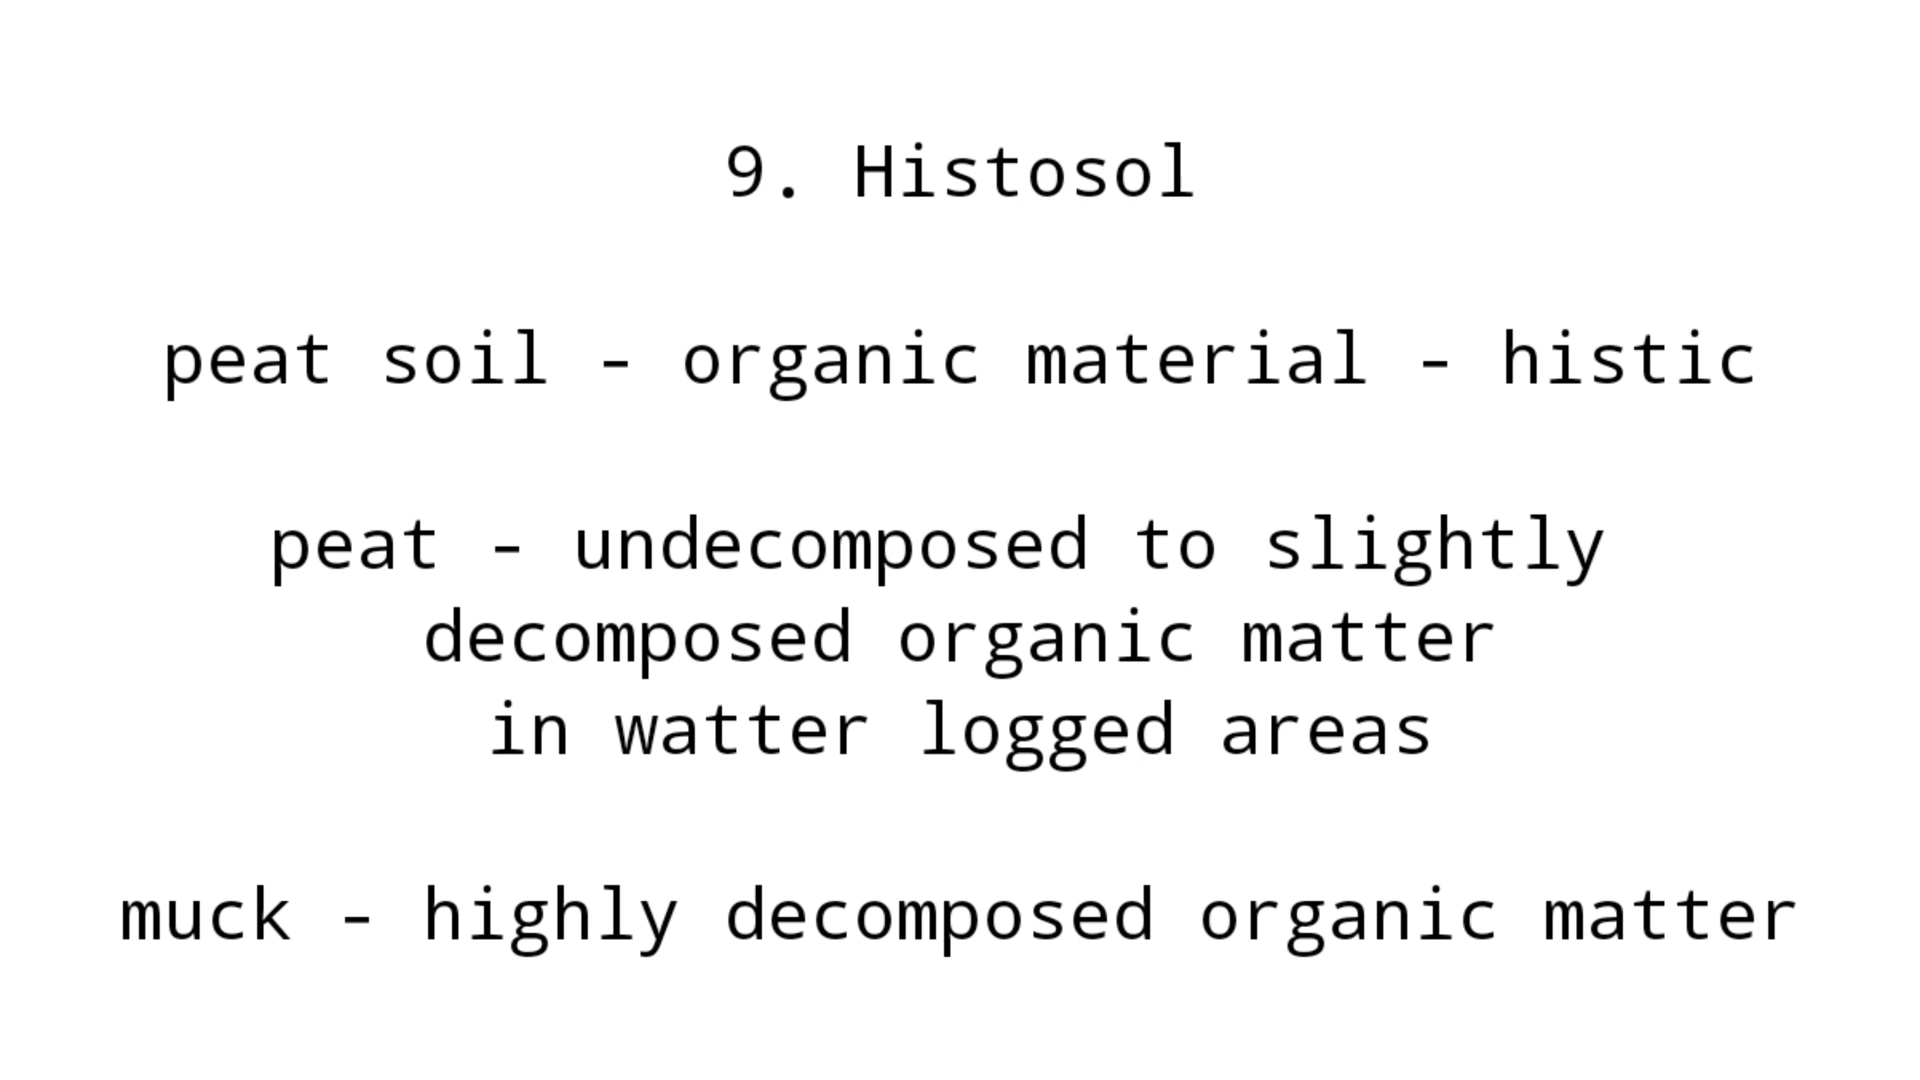 9. Histosol
peat soil - organic material - histic
peat - undecomposed to slightly
decomposed organic matter
in watter logged areas
muck - highly decomposed organic matter